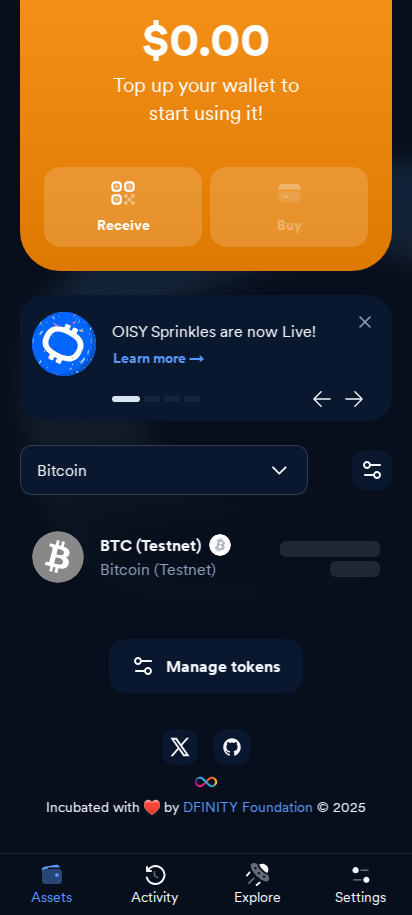 $0.00
Top up your wallet to
start using it!
Receive
Buy
OISY Sprinkles are now Live!
Learn more →
Bitcoin
BTC (Testnet)
Bitcoin (Testnet)
Manage tokens
Incubated with ❤️ by DFINITY Foundation © 2025
Assets
Activity
Explore
Settings